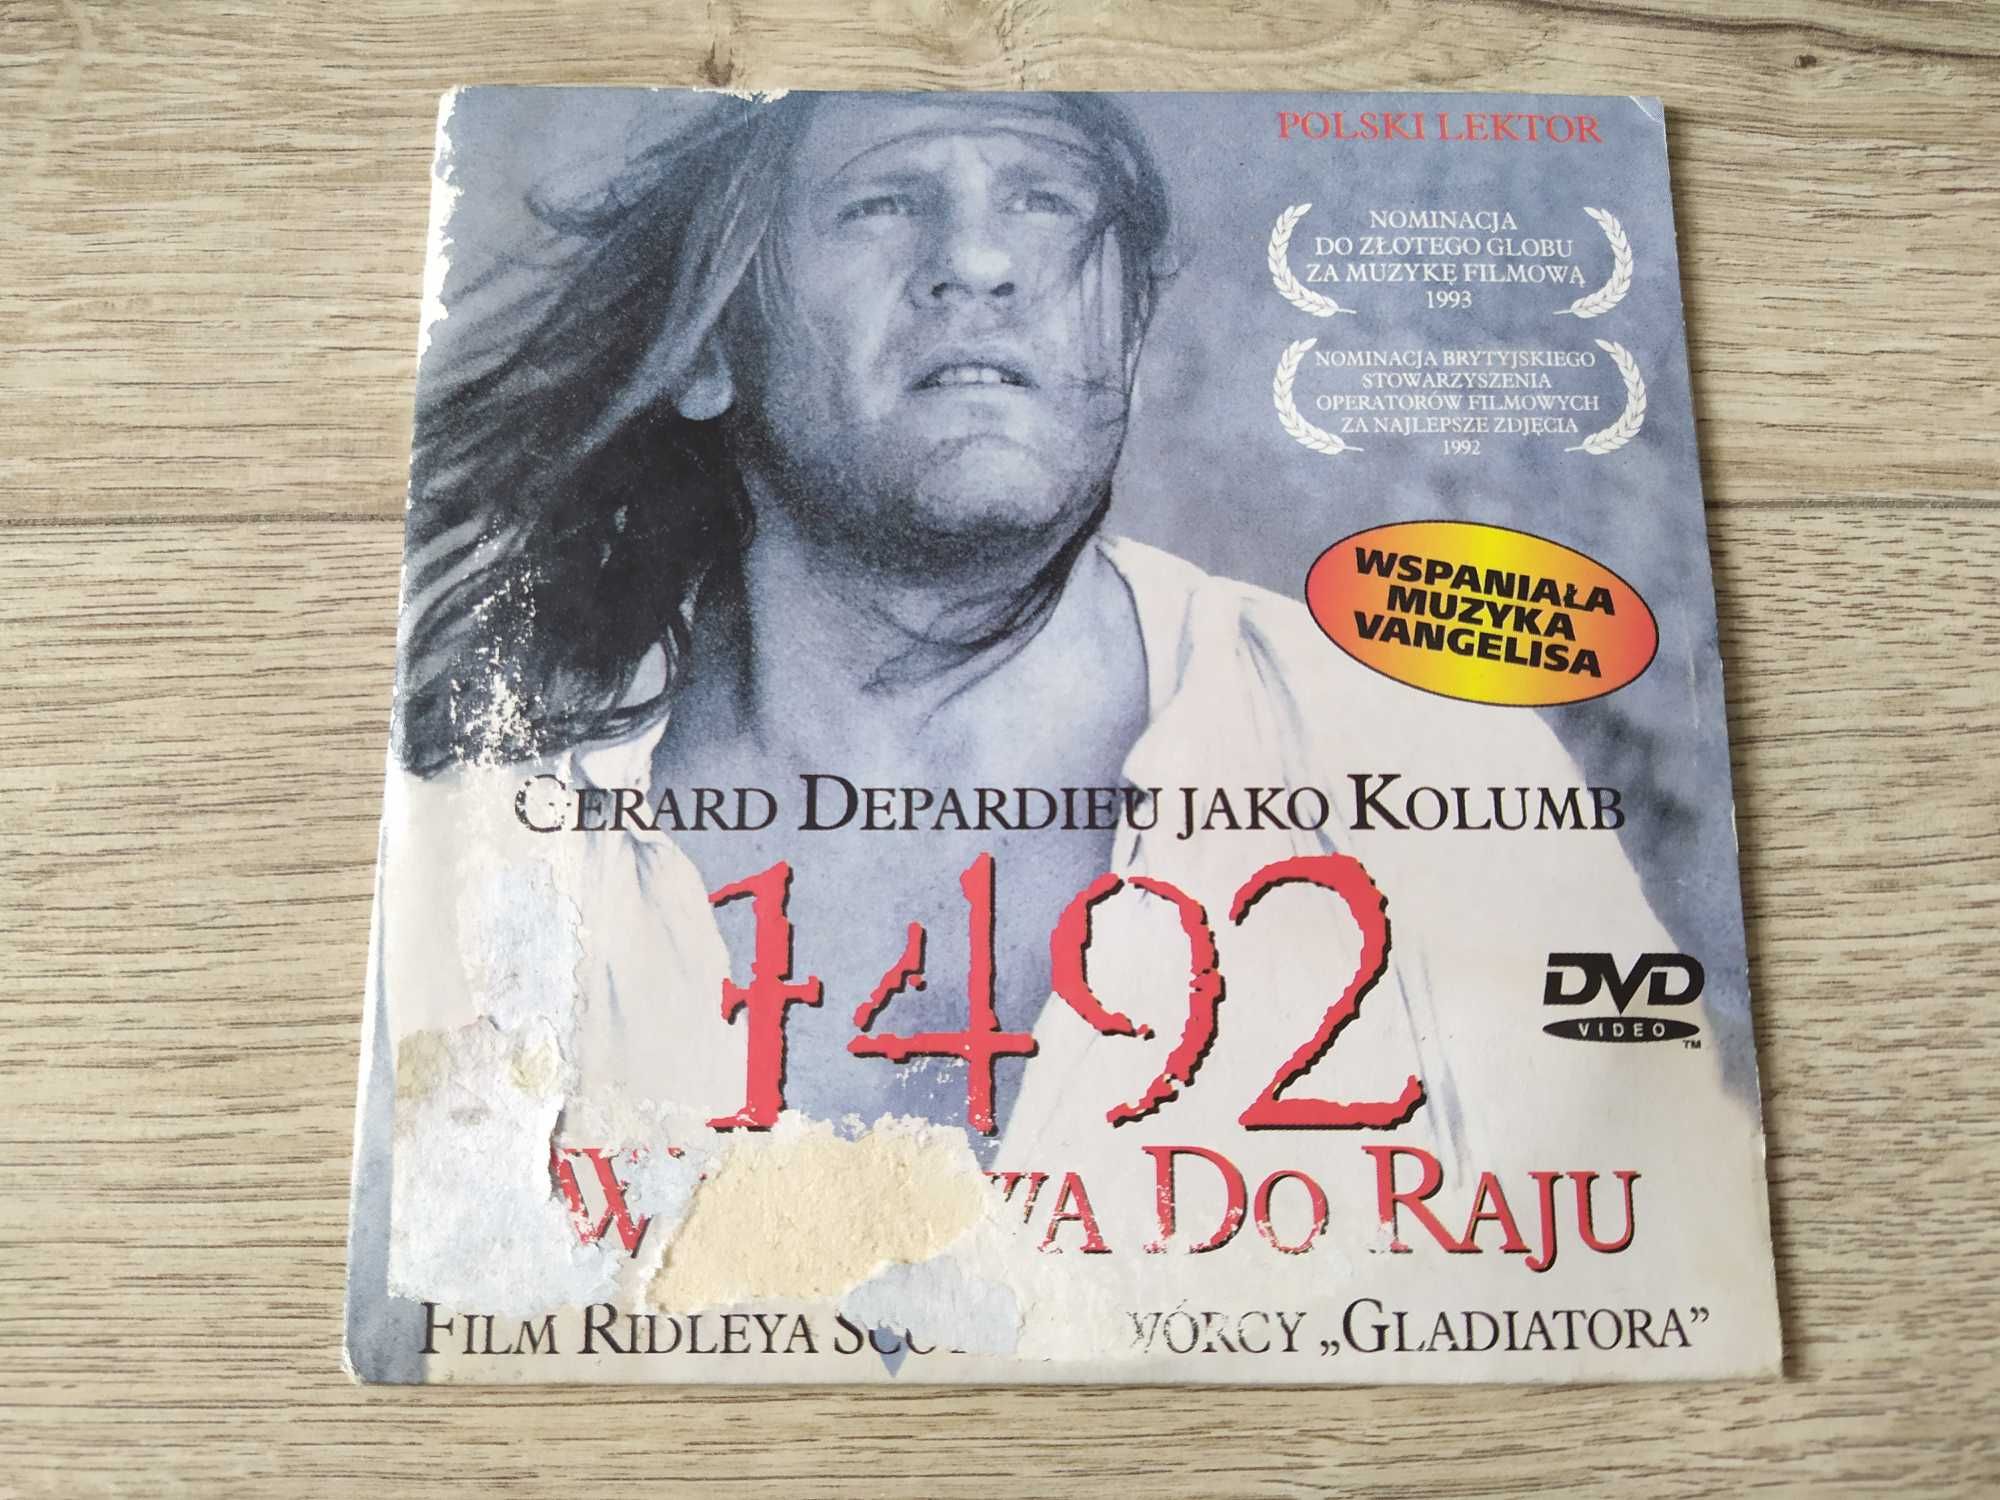 POLSKI LEKTOR
NOMINACJA
DO ZŁOTEGO GLOBU
ZA MUZYKĘ FILMOWĄ
1993
NOMINACJA BRYTYJSKIEGO
STOWARZYSZENIA
OPERATORÓW FILMOWYCH
ZA NAJLEPSZE ZDJĘCIA
1992
WSPANIAŁA
MUZYKA
VANGELISA
GERARD DEPARDIEU JAKO KOLUMB
1492
DVD
VIDEO
TM
DO RAJU
FILM RIDLEYA „GLADIATORA”